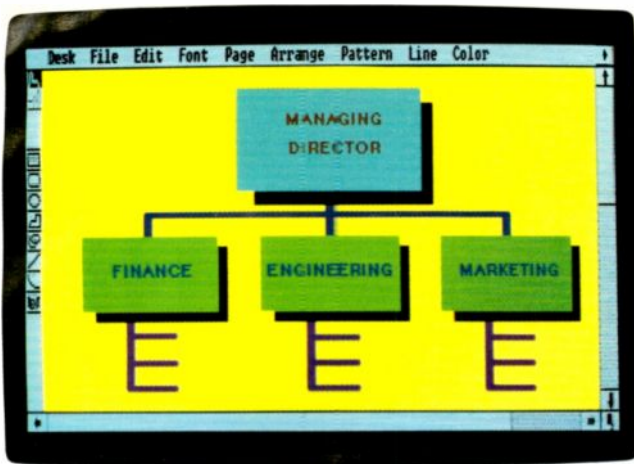 Desk File Edit Font Page Arrange Pattern Line Color
MANAGING
DIRECTOR
FINANCE ENGINEERING MARKETING